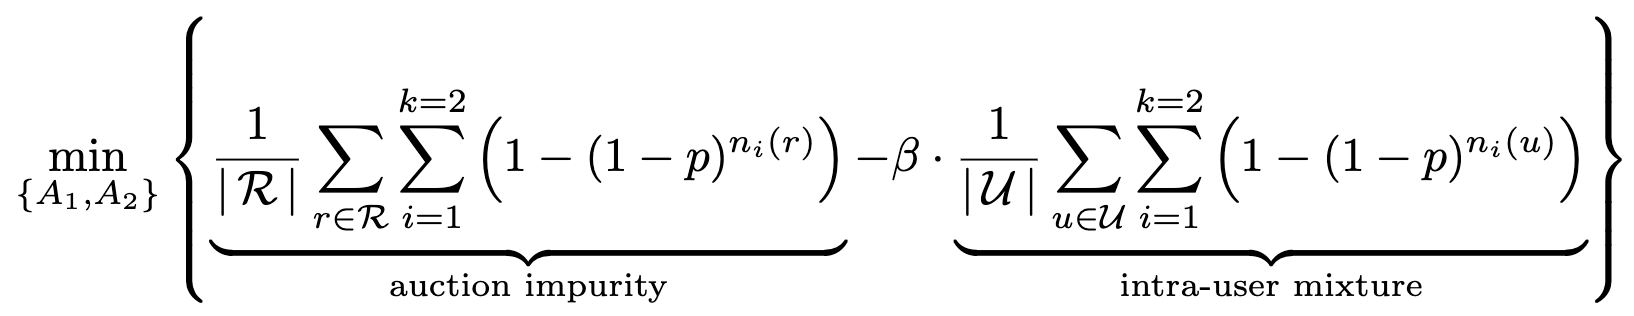 \min_{\{A_1,A_2\}} \left\{ \underbrace{\frac{1}{|\mathcal{R}|} \sum_{r \in \mathcal{R}} \sum_{i=1}^{k=2} \left( 1 - (1-p)^{n_i(r)} \right)}_{\text{auction impurity}} - \beta \cdot \underbrace{\frac{1}{|\mathcal{U}|} \sum_{u \in \mathcal{U}} \sum_{i=1}^{k=2} \left( 1 - (1-p)^{n_i(u)} \right)}_{\text{intra-user mixture}} \right\}